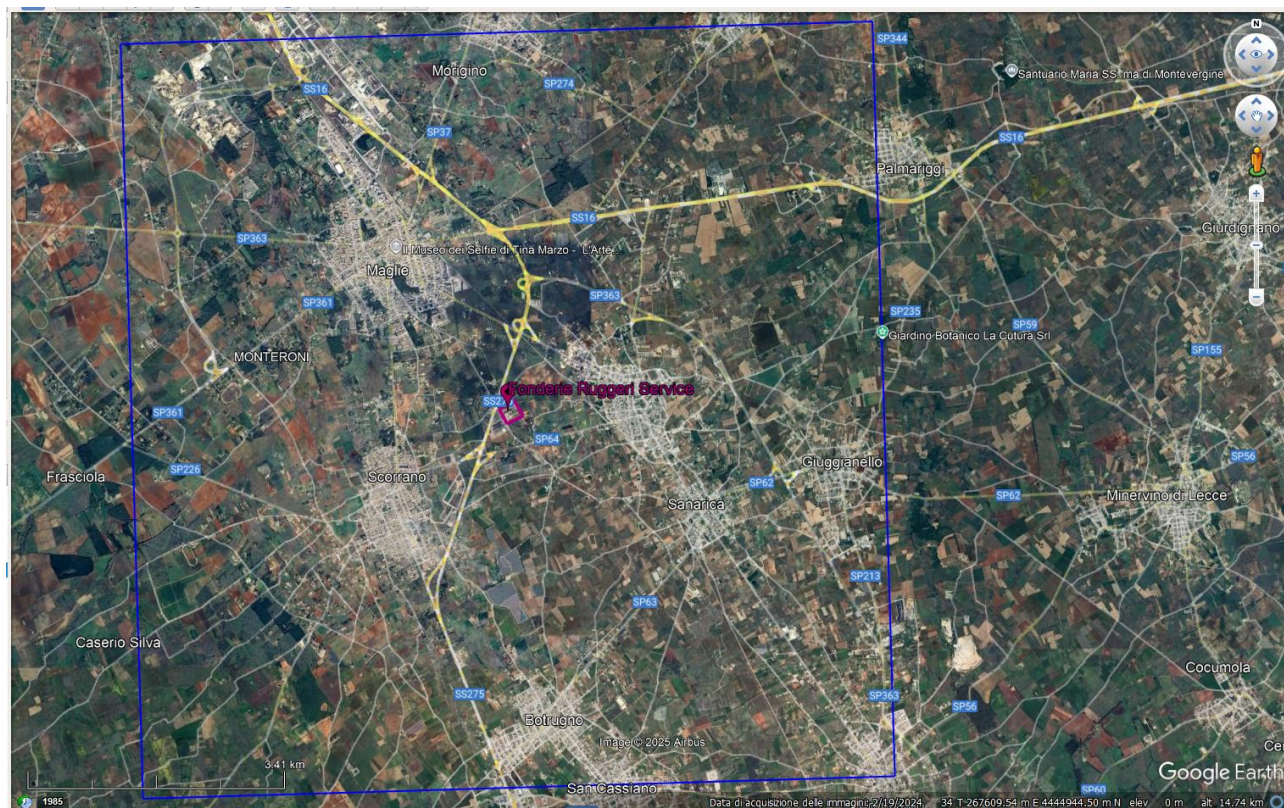 N
SP344
Morigino
Santuario Maria SS. ma di Montevergine
SP274
SS16
SP37
SS16
Palmariggi
SS16
Giurdignano
SP363
Il Museo dei Selfie di Tina Marzo - L'Arte,...
Maglie
SP363
SP361
SP235
SP59
Giardino Botanico La Cutura Srl
SP155
MONTERONI
Fonderie Ruggeri Service
SP361
SP64
SP56
SP226
Frasciola
Scorrano
Giuggianello
SP62
SP62
Minervino di Lecce
Sanarica
SP213
SP63
Caserio Silva
Cocumola
SS275
SP363
SP56
Botrugno
Image © 2025 Airbus
3.41 km
Google Earth
San Cassiano
SP60
1985
Data di acquisizione delle immagini: 2/19/2024 34 T 267609.54 m E 4444944.50 m N elev 0 m alt 14.74 km